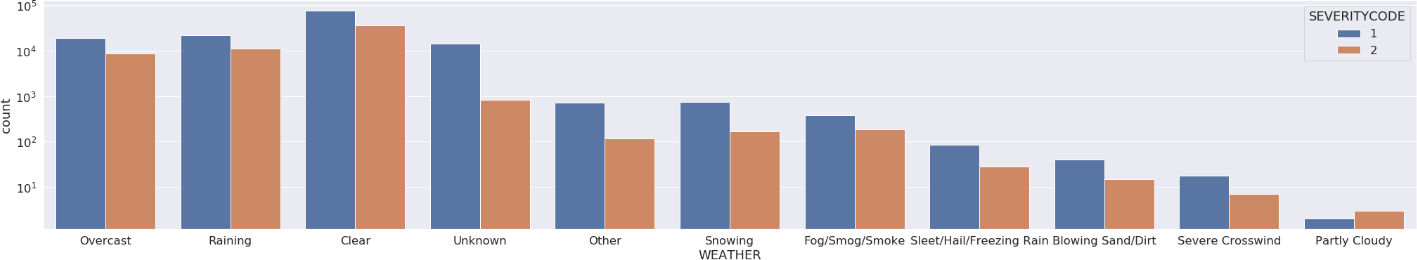 10^5
10^4
10^3
10^2
10^1
count
SEVERITYCODE
1
2
Overcast Raining Clear Unknown Other Snowing Fog/Smog/Smoke Sleet/Hail/Freezing Rain Blowing Sand/Dirt Severe Crosswind Partly Cloudy
WEATHER